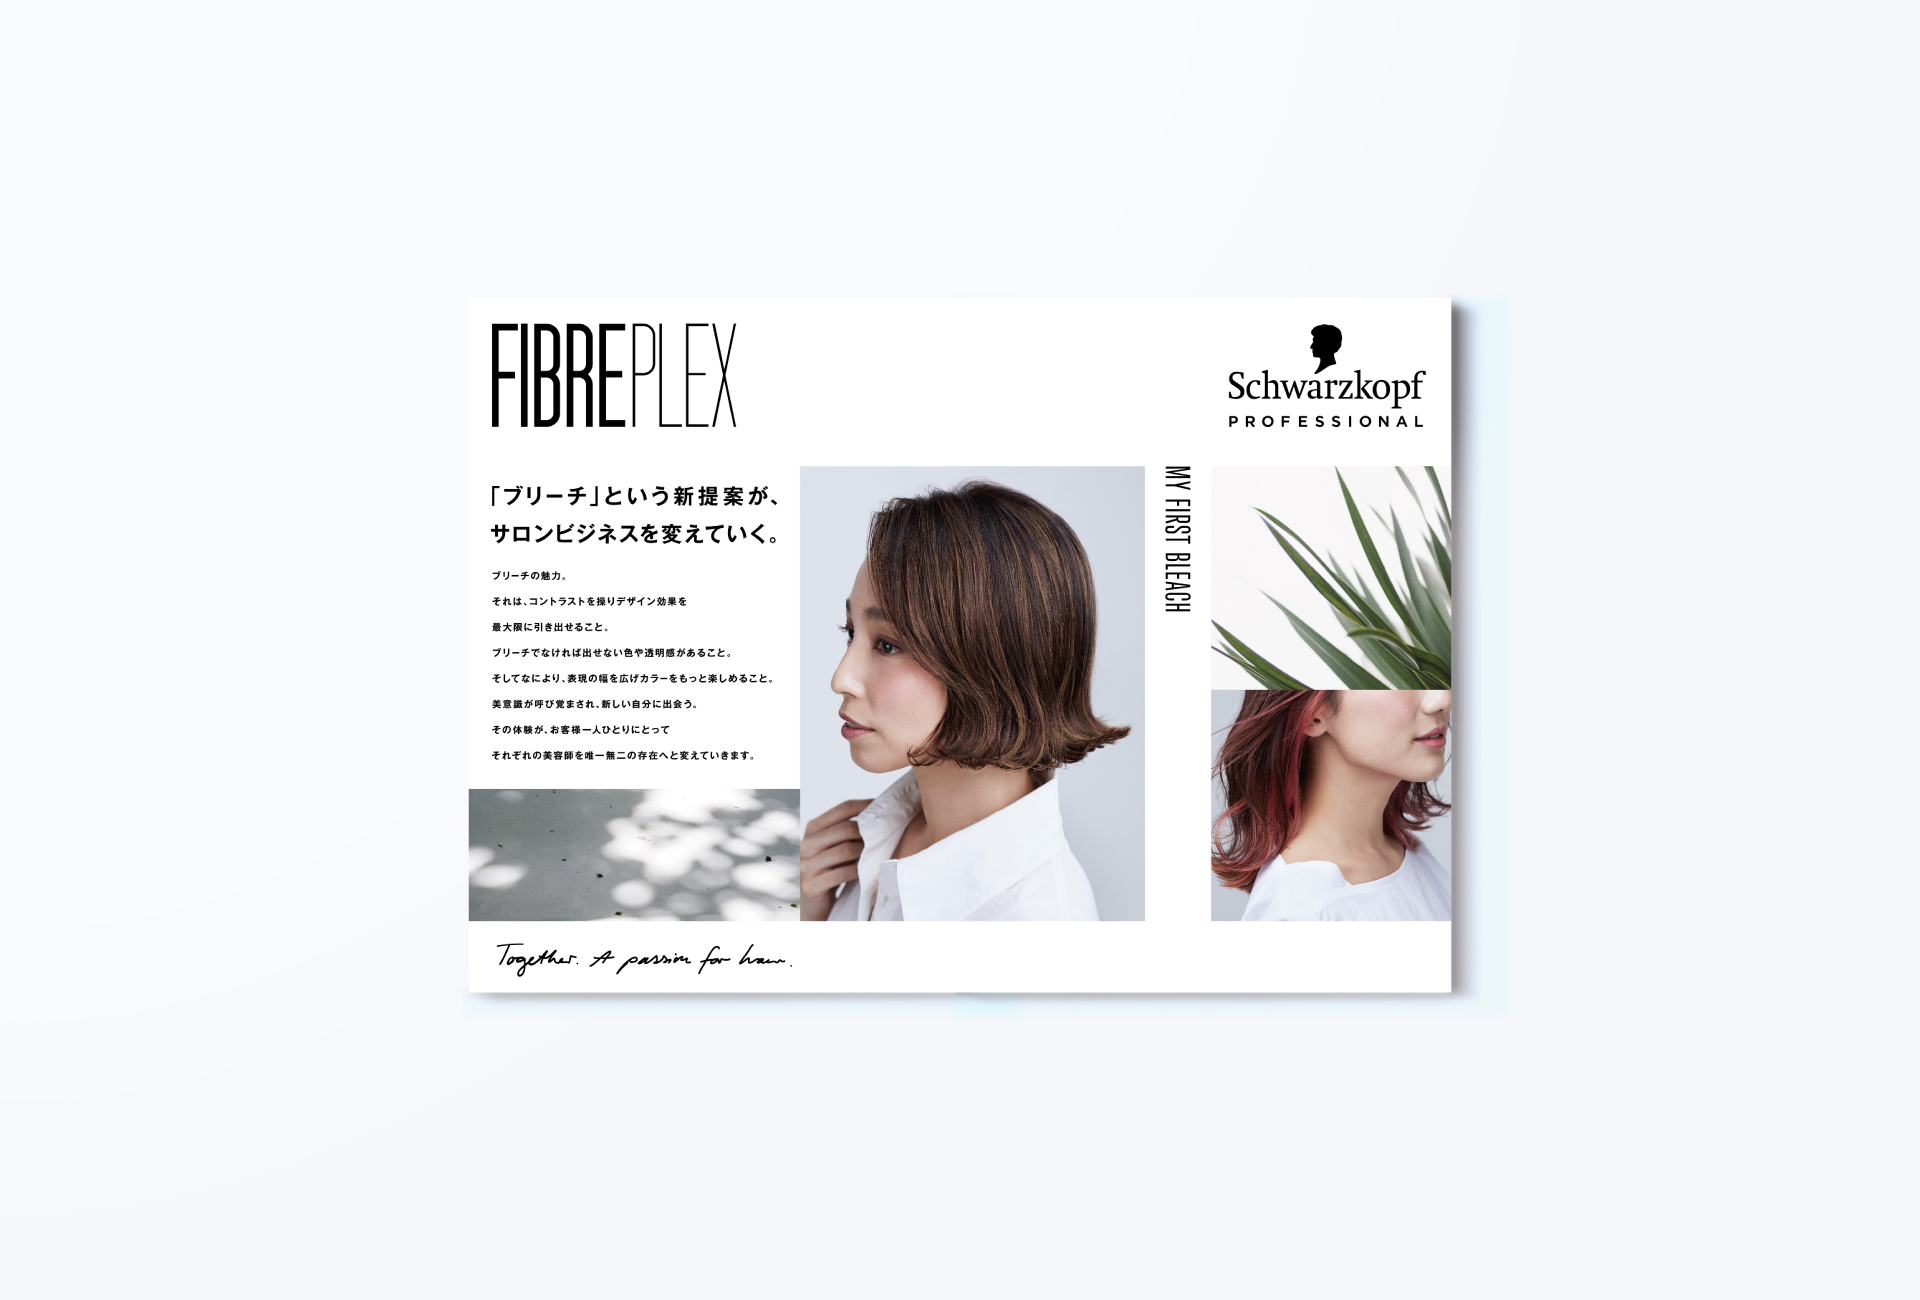 FIBREPLEX
Schwarzkopf
PROFESSIONAL
「ブリーチ」という新提案が、
サロンビジネスを変えていく。
ブリーチの魅力。
それは、コントラストを操りデザイン効果を
最大限に引き出せること。
ブリーチでなければ出せない色や透明感があること。
そしてなにより、表現の幅を広げカラーをもっと楽しめること。
美意識が呼び覚まされ、新しい自分に出会う。
その体験が、お客様一人ひとりにとって
それぞれの美容師を唯一無二の存在へと変えていきます。
MY FIRST BLEACH
Together. A passion for hair.